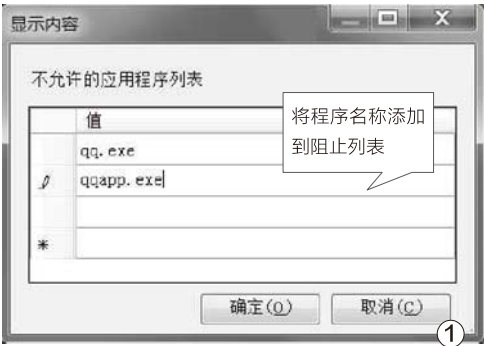 显示内容
不允许的应用程序列表
值
将程序名称添加
到阻止列表
qq.exe
qqapp.exe
*
确定(O)
取消(C)
①